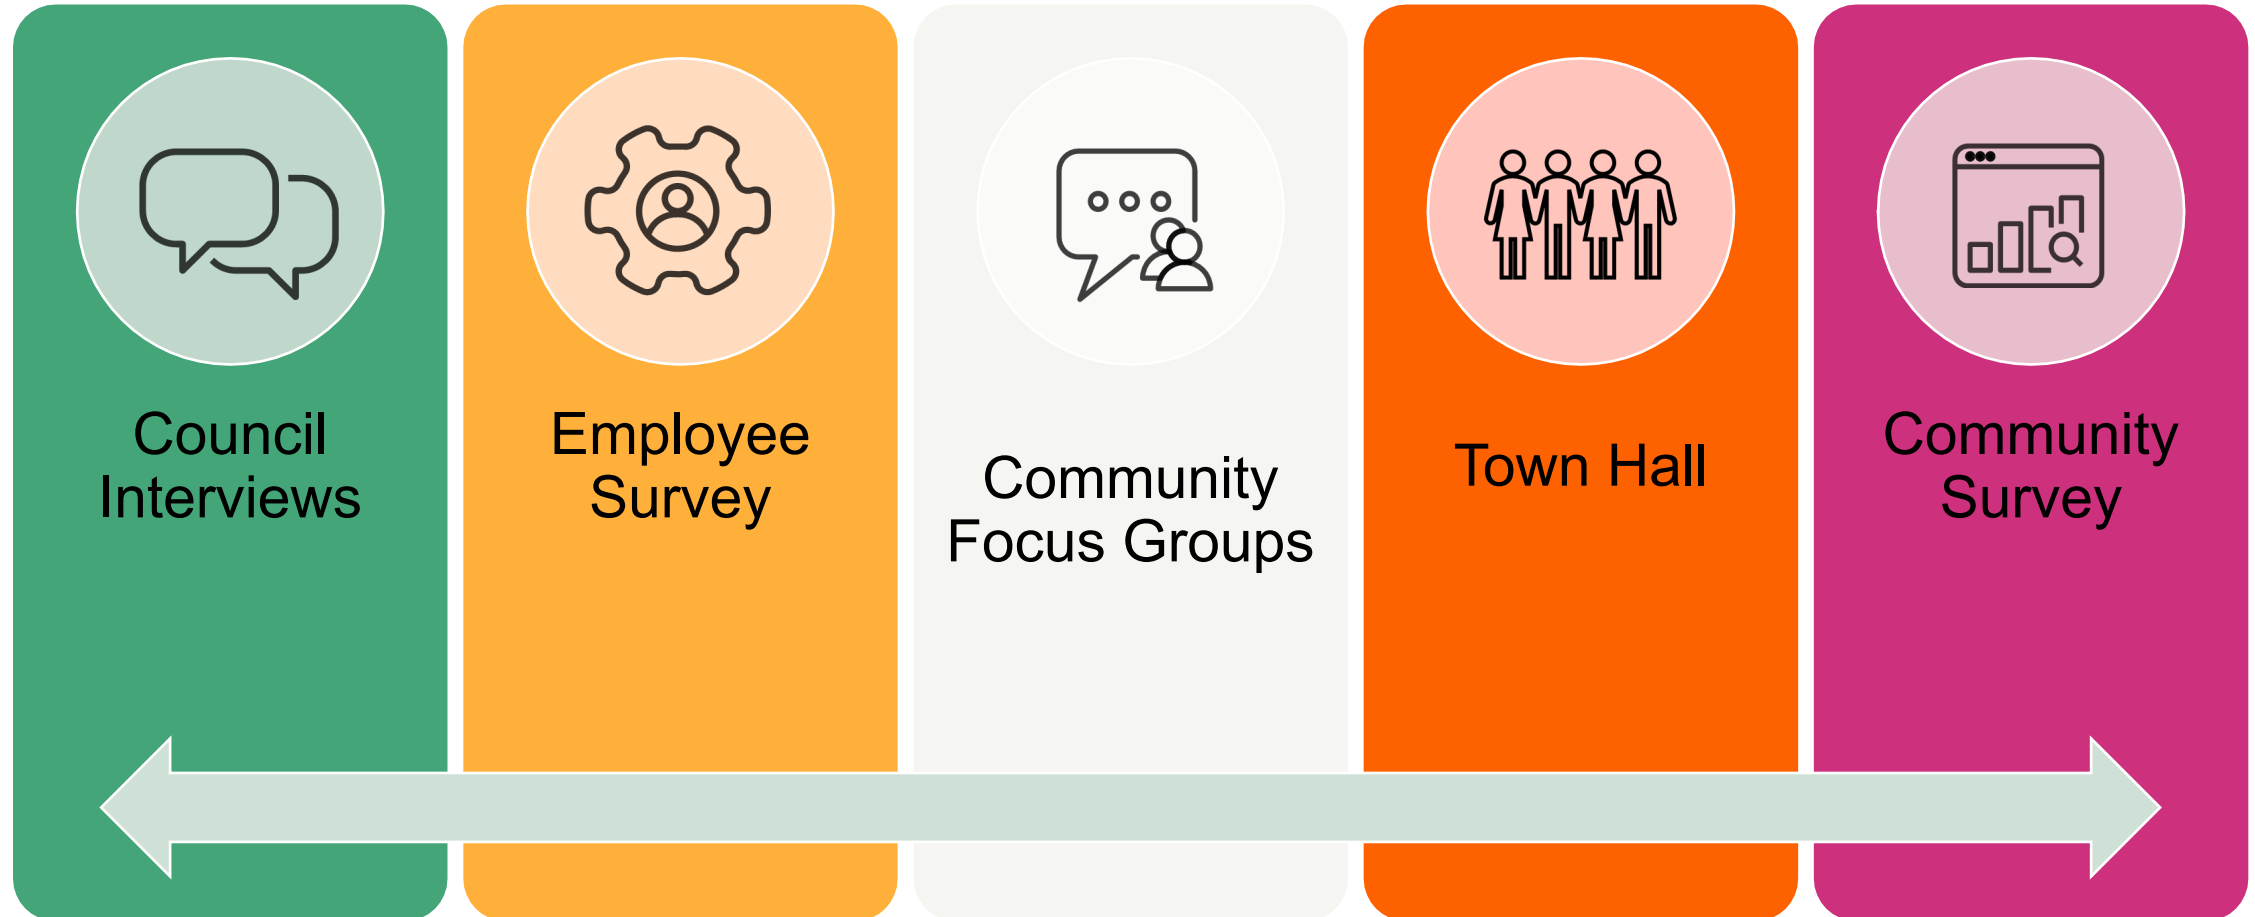 Council
Interviews
Employee
Survey
Community
Focus Groups
Town Hall
Community
Survey